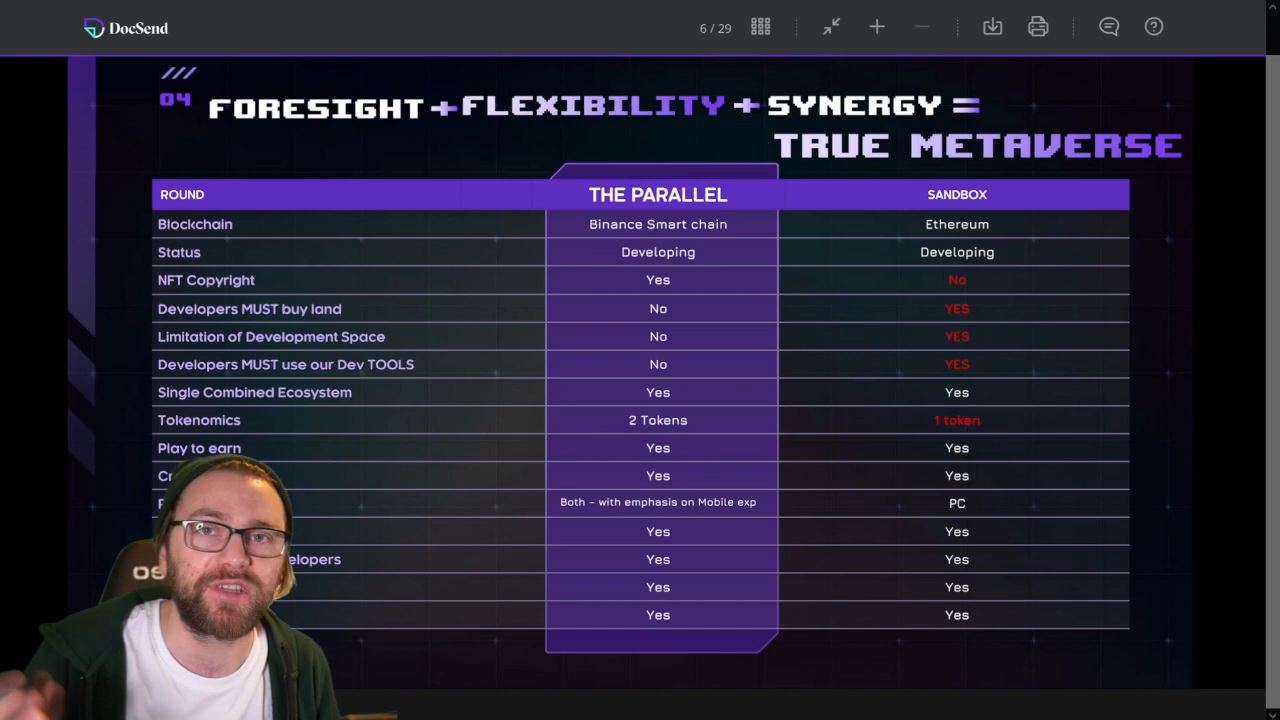 DocSend
6 / 29
04 FORESIGHT + FLEXIBILITY + SYNERGY =
TRUE METAVERSE
ROUND THE PARALLEL SANDBOX
Blockchain Binance Smart chain Ethereum
Status Developing Developing
NFT Copyright Yes No
Developers MUST buy land No YES
Limitation of Development Space No YES
Developers MUST use our Dev TOOLS No YES
Single Combined Ecosystem Yes Yes
Tokenomics 2 Tokens 1 token
Play to earn Yes Yes
Yes Yes
Both - with emphasis on Mobile exp PC
Yes Yes
Yes Yes
Yes Yes
Yes Yes